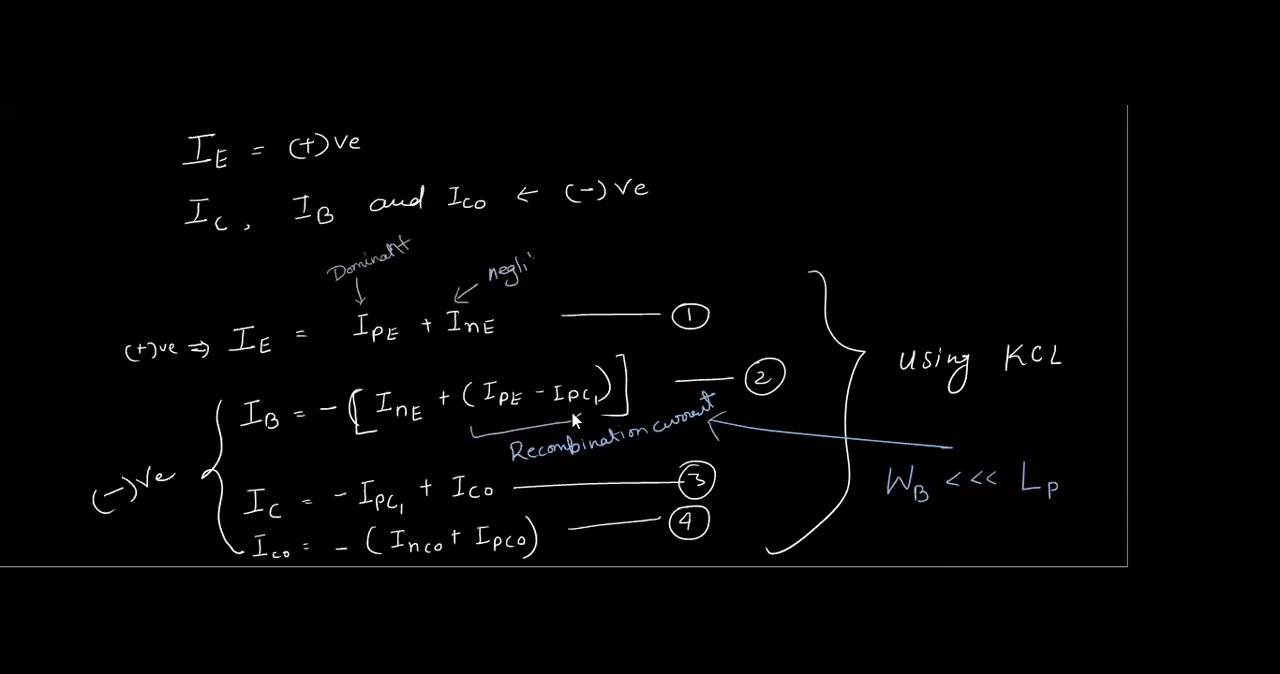 I_E = (+)ve
I_C, I_B and I_CO ← (-)ve
Dominant
negli
(+)ve ⇒ I_E = I_PE + I_nE —— ①
I_B = -[I_nE + (I_PE - I_PC1)] —— ②
Recombination current
using KCL
(-)ve
I_C = - I_PC1 + I_CO —— ③
W_B <<< L_P
I_CO = - (I_nCO + I_PCO) —— ④